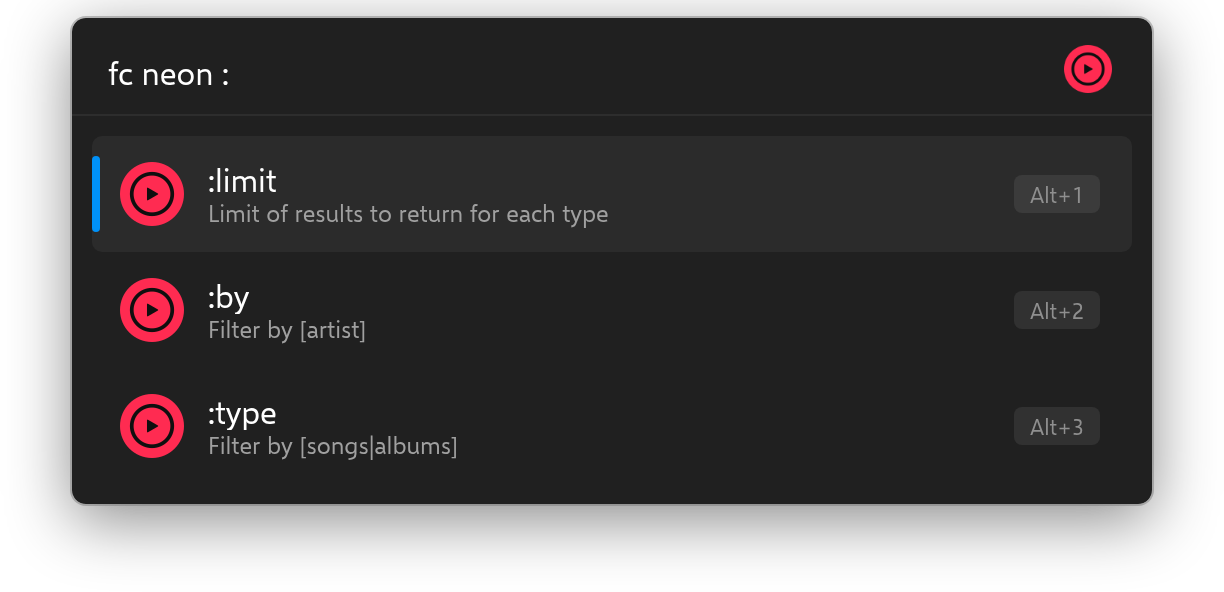 fc neon :
:limit
Limit of results to return for each type
Alt+1
:by
Filter by [artist]
Alt+2
:type
Filter by [songs|albums]
Alt+3